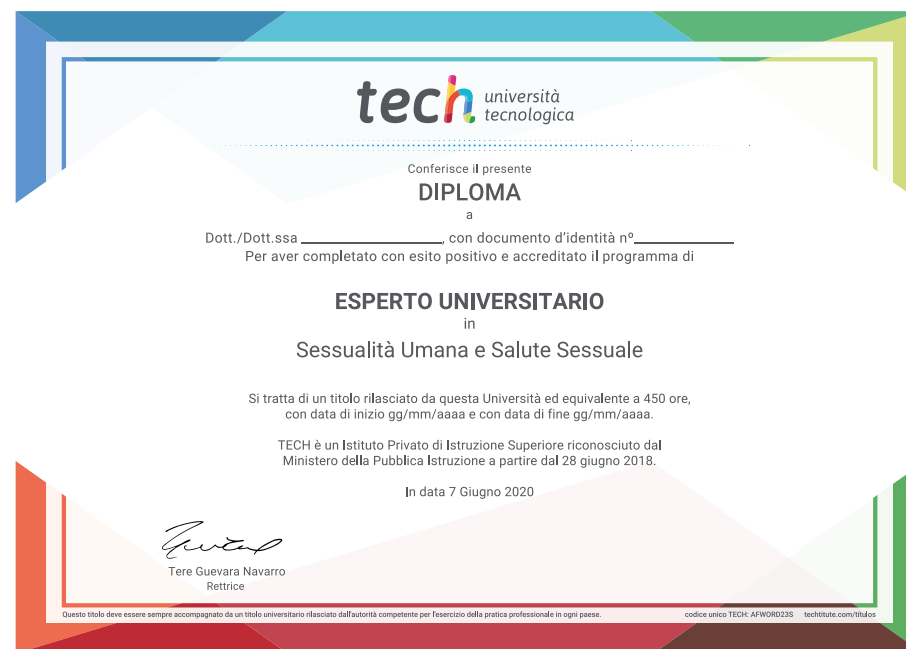 tech università
tecnologica
Conferisce il presente
DIPLOMA
a
Dott./Dott.ssa ____________________, con documento d'identità nº______________
Per aver completato con esito positivo e accreditato il programma di
ESPERTO UNIVERSITARIO
in
Sessualità Umana e Salute Sessuale
Si tratta di un titolo rilasciato da questa Università ed equivalente a 450 ore,
con data di inizio gg/mm/aaaa e con data di fine gg/mm/aaaa.
TECH è un Istituto Privato di Istruzione Superiore riconosciuto dal
Ministero della Pubblica Istruzione a partire dal 28 giugno 2018.
In data 7 Giugno 2020
Tere Guevara Navarro
Rettrice
Questo titolo deve essere sempre accompagnato da un titolo universitario rilasciato dall'autorità competente per l'esercizio della pratica professionale in ogni paese. codice unico TECH: AFWORD23S techtitute.com/titulos